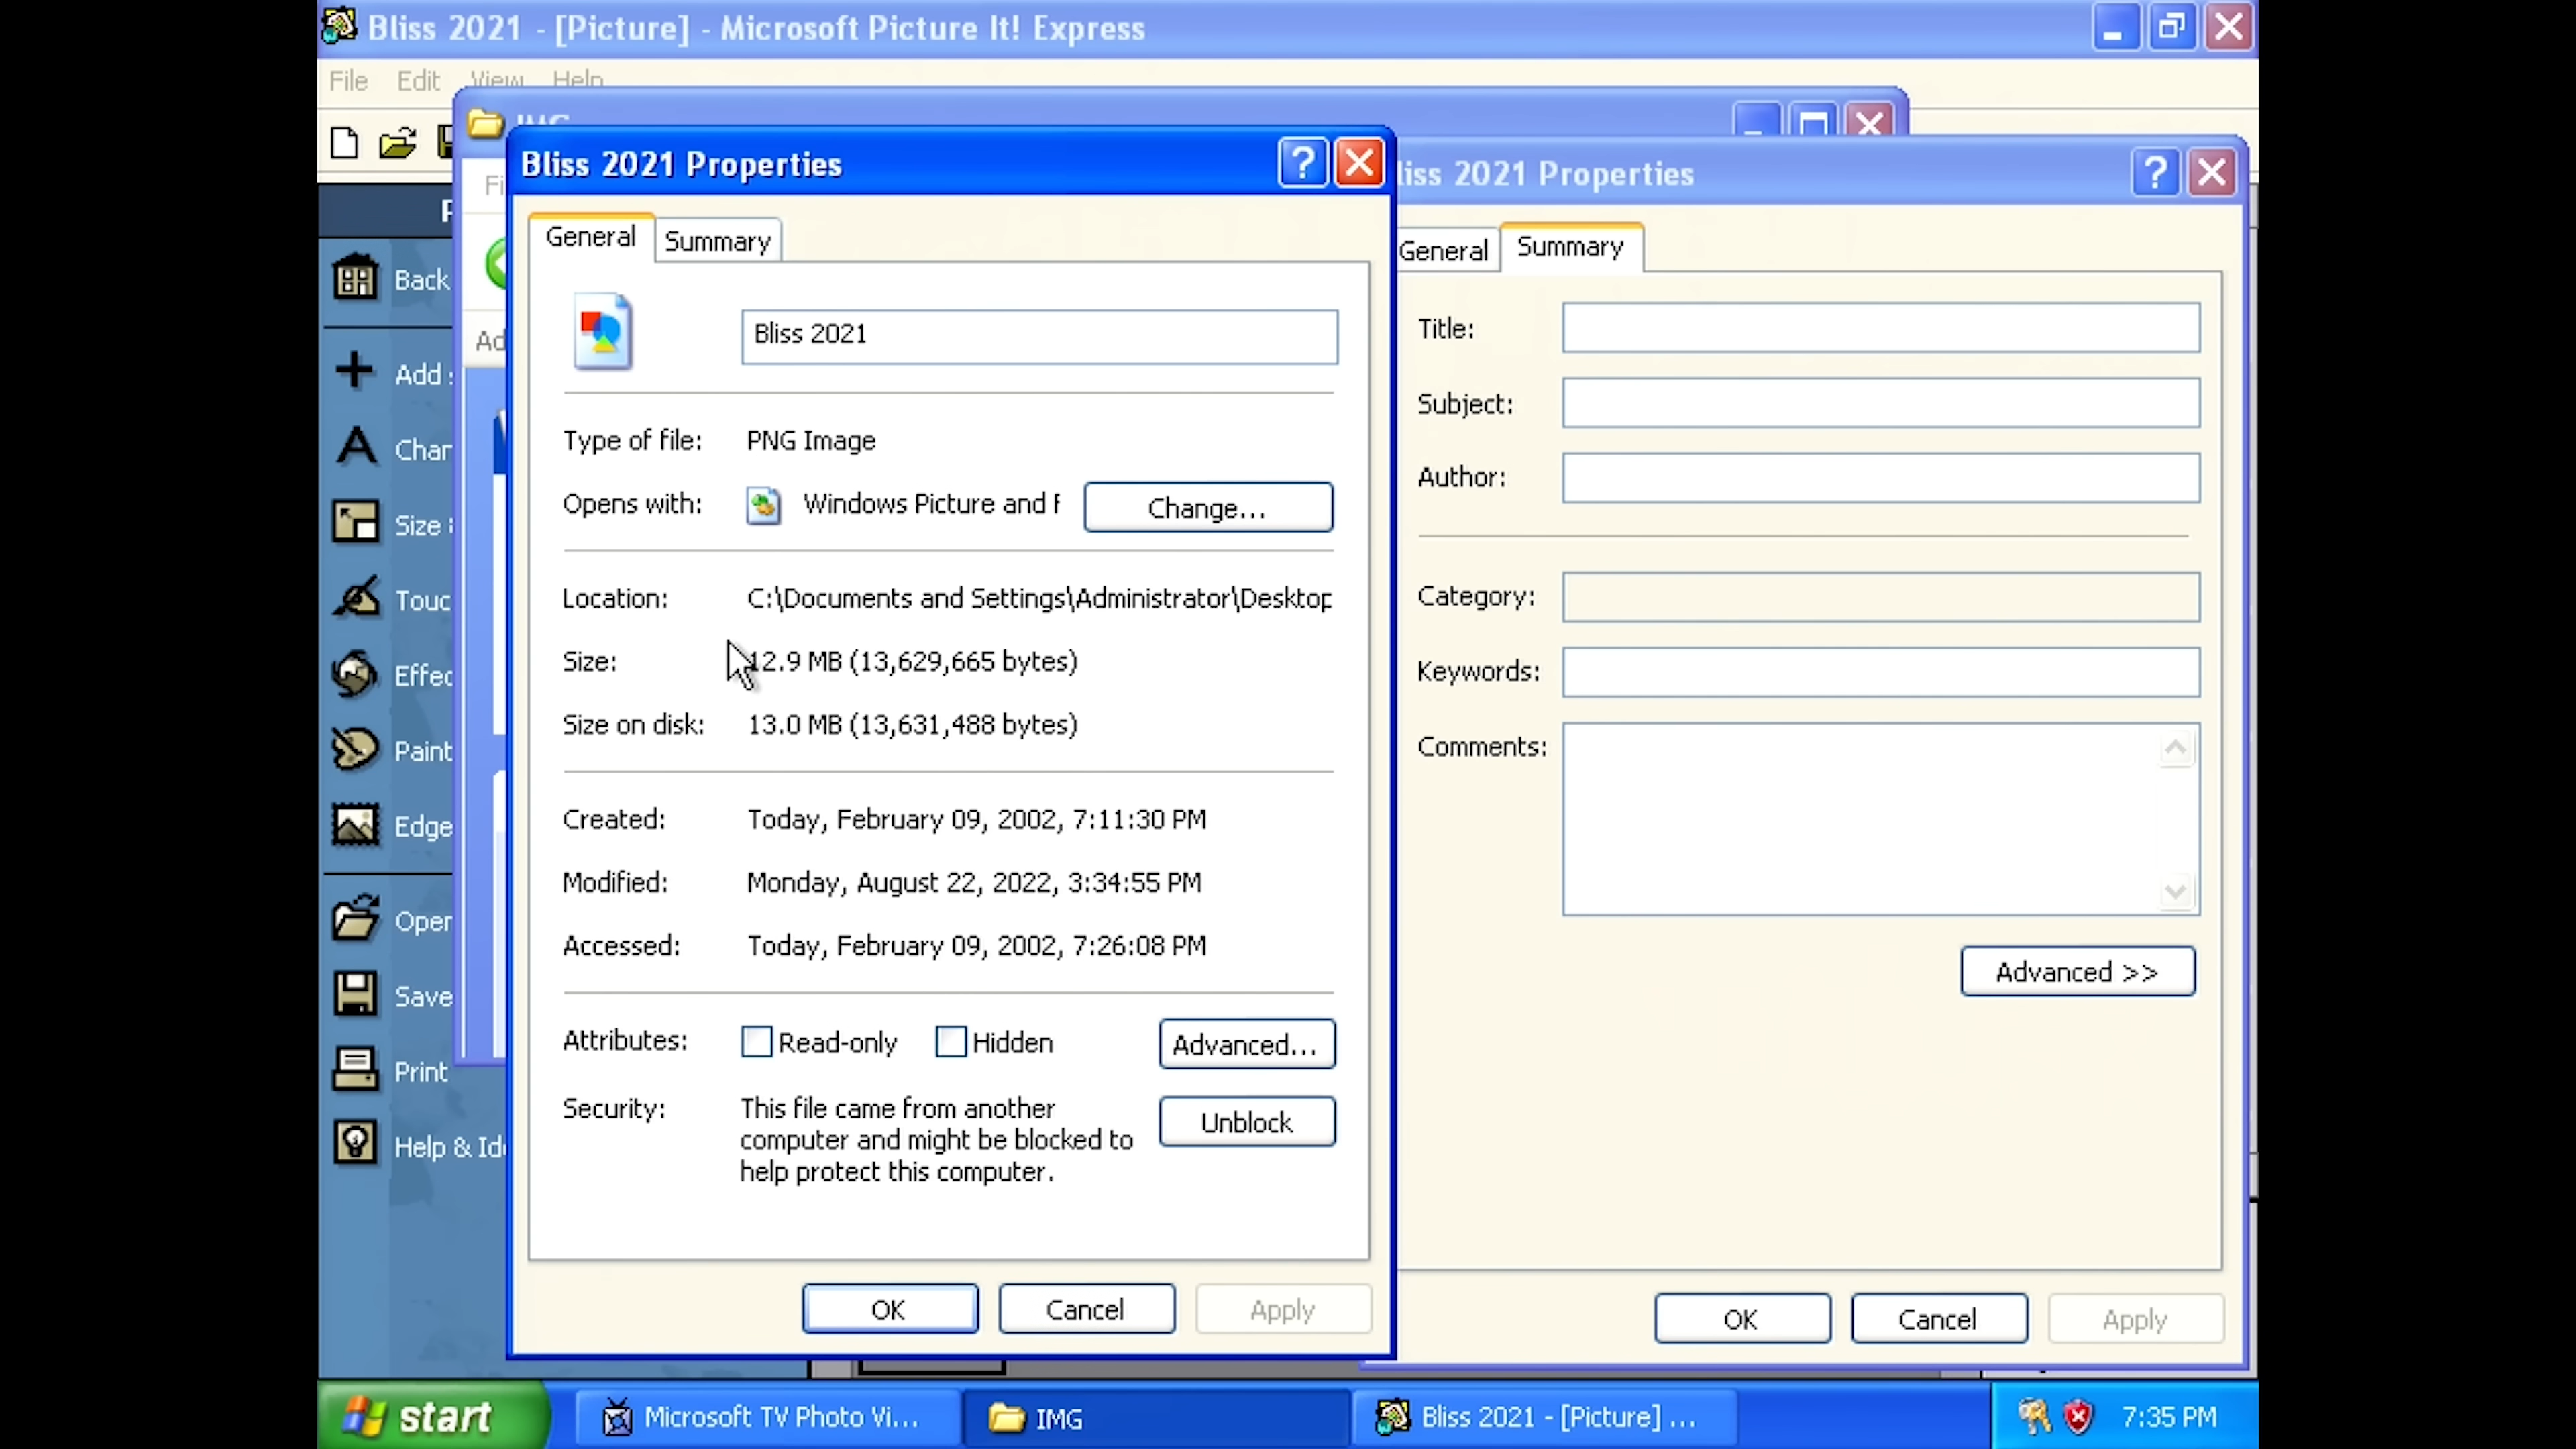 Bliss 2021 - [Picture] - Microsoft Picture It! Express
File Edit View Help
IMG
Bliss 2021 Properties
General Summary
Bliss 2021
Type of file: PNG Image
Opens with: Windows Picture and F Change...
Location: C:\Documents and Settings\Administrator\Desktop
Size: 12.9 MB (13,629,665 bytes)
Size on disk: 13.0 MB (13,631,488 bytes)
Created: Today, February 09, 2002, 7:11:30 PM
Modified: Monday, August 22, 2022, 3:34:55 PM
Accessed: Today, February 09, 2002, 7:26:08 PM
Attributes: Read-only Hidden Advanced...
Security: This file came from another
computer and might be blocked to
help protect this computer.
Unblock
OK Cancel Apply
liss 2021 Properties
General Summary
Title:
Subject:
Author:
Category:
Keywords:
Comments:
Advanced >>
OK Cancel Apply
Back
Add
Char
Size
Touc
Effec
Paint
Edge
Oper
Save
Print
Help & Ide
start Microsoft TV Photo Vi... IMG Bliss 2021 - [Picture] ... 7:35 PM